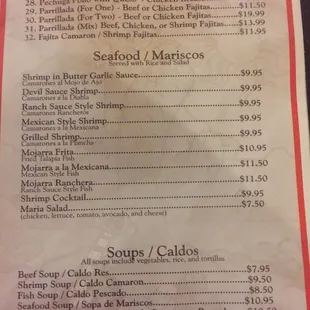 29. Parrillada (For One) - Beef or Chicken Fajitas $11.50
30. Parrillada (For Two) - Beef or Chicken Fajitas $19.99
31. Parrillada (Mix) Beef, Chicken, or Shrimp Fajitas $13.99
32. Fajita Camaron / Shrimp Fajitas $11.95
Seafood / Mariscos
Served with Rice and Salad
Shrimp in Butter Garlic Sauce $9.95
Camarones al Mojo de Ajo
Devil Sauce Shrimp $9.95
Camarones a la Diabla
Ranch Sauce Style Shrimp $9.95
Camarones Rancheros
Mexican Style Shrimp $9.95
Camarones a la Mexicana
Grilled Shrimp $9.95
Camarones a la Plancha
Mojarra Frita $10.95
Fried Talapia Fish
Mojarra a la Mexicana $11.50
Mexican Style Fish
Mojarra Ranchera $11.50
Ranch Sauce Style Fish
Shrimp Cocktail $9.95
Maria Salad $7.50
(chicken, lettruce, tomato, avocado, and cheese)
Soups / Caldos
All soups include vegetables, rice, and tortillas
Beef Soup / Caldo Res $7.95
Shrimp Soup / Caldo Camaron $9.50
Fish Soup / Caldo Pescado $8.50
Seafood Soup / Sopa de Mariscos $10.95